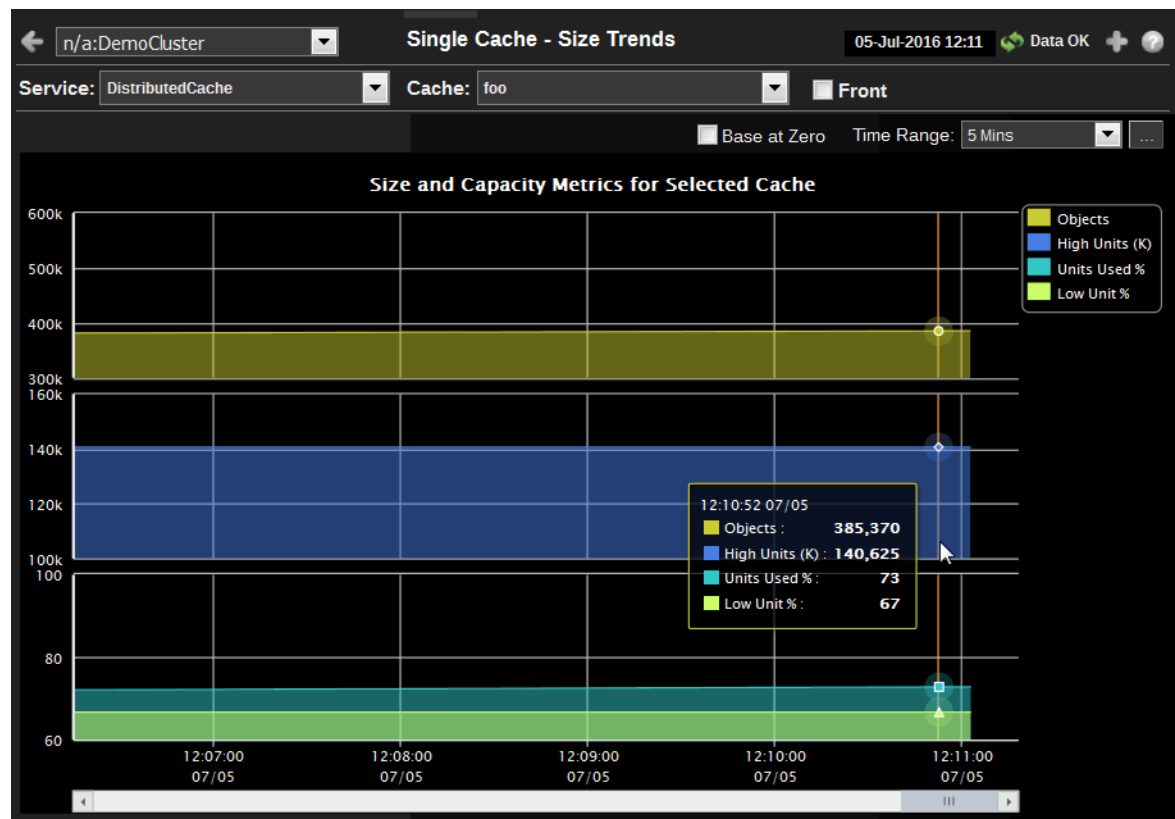 n/a:DemoCluster
Single Cache - Size Trends
05-Jul-2016 12:11 Data OK
Service: DistributedCache Cache: foo Front
Base at Zero Time Range: 5 Mins ...
Size and Capacity Metrics for Selected Cache
600k
500k
400k
300k
Objects
High Units (K)
Units Used %
Low Unit %
160k
140k
120k
100k
12:10:52 07/05
Objects : 385,370
High Units (K) : 140,625
Units Used % : 73
Low Unit % : 67
100
80
60
12:07:00 12:08:00 12:09:00 12:10:00 12:11:00
07/05 07/05 07/05 07/05 07/05